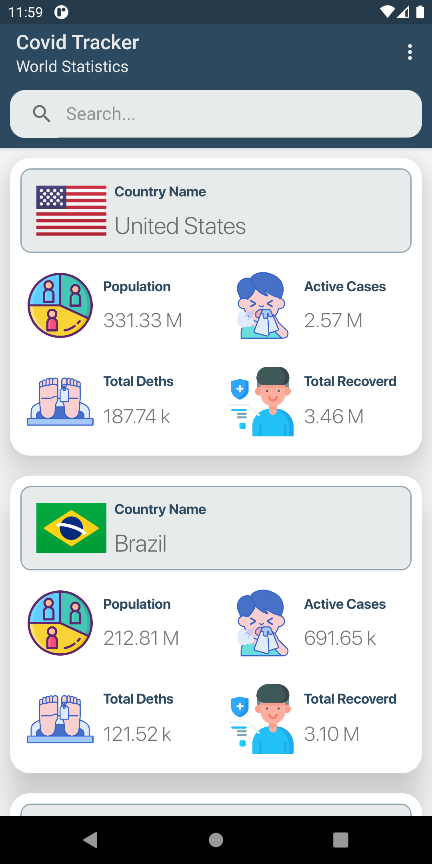 11:59
Covid Tracker
World Statistics
Search...
Country Name
United States
Population
331.33 M
Active Cases
2.57 M
Total Deths
187.74 k
Total Recoverd
3.46 M
Country Name
Brazil
Population
212.81 M
Active Cases
691.65 k
Total Deths
121.52 k
Total Recoverd
3.10 M